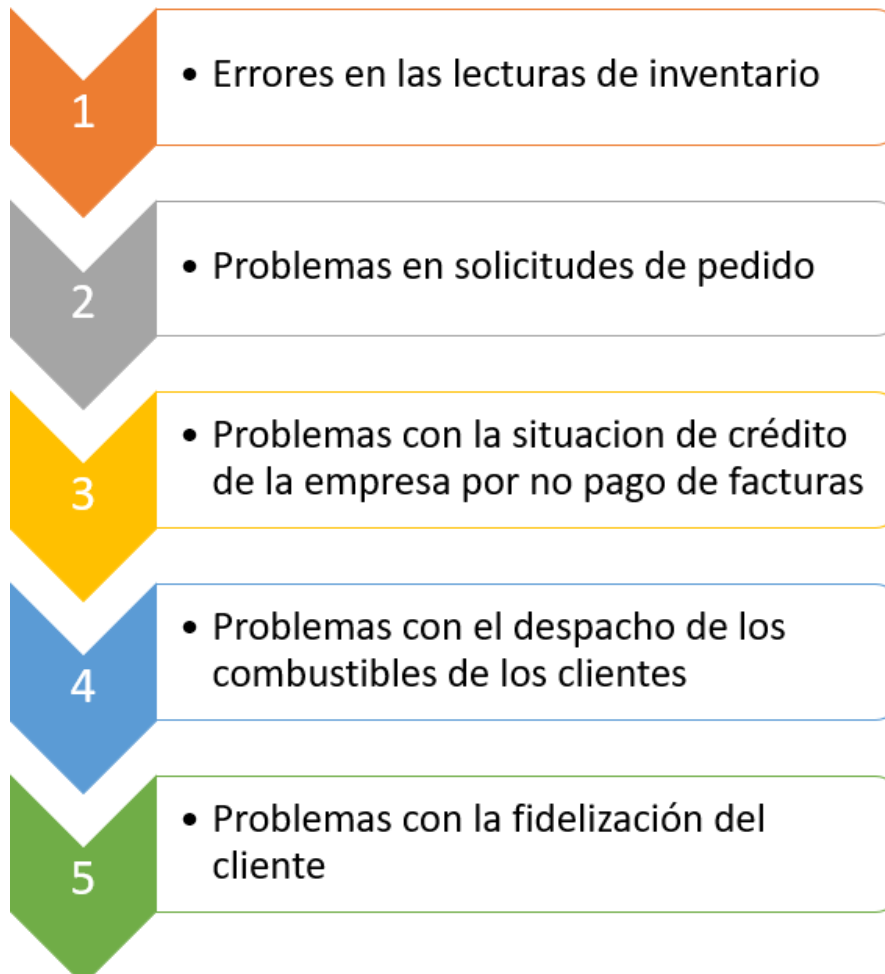 1
• Errores en las lecturas de inventario
2
• Problemas en solicitudes de pedido
3
• Problemas con la situacion de crédito
de la empresa por no pago de facturas
4
• Problemas con el despacho de los
combustibles de los clientes
5
• Problemas con la fidelización del
cliente